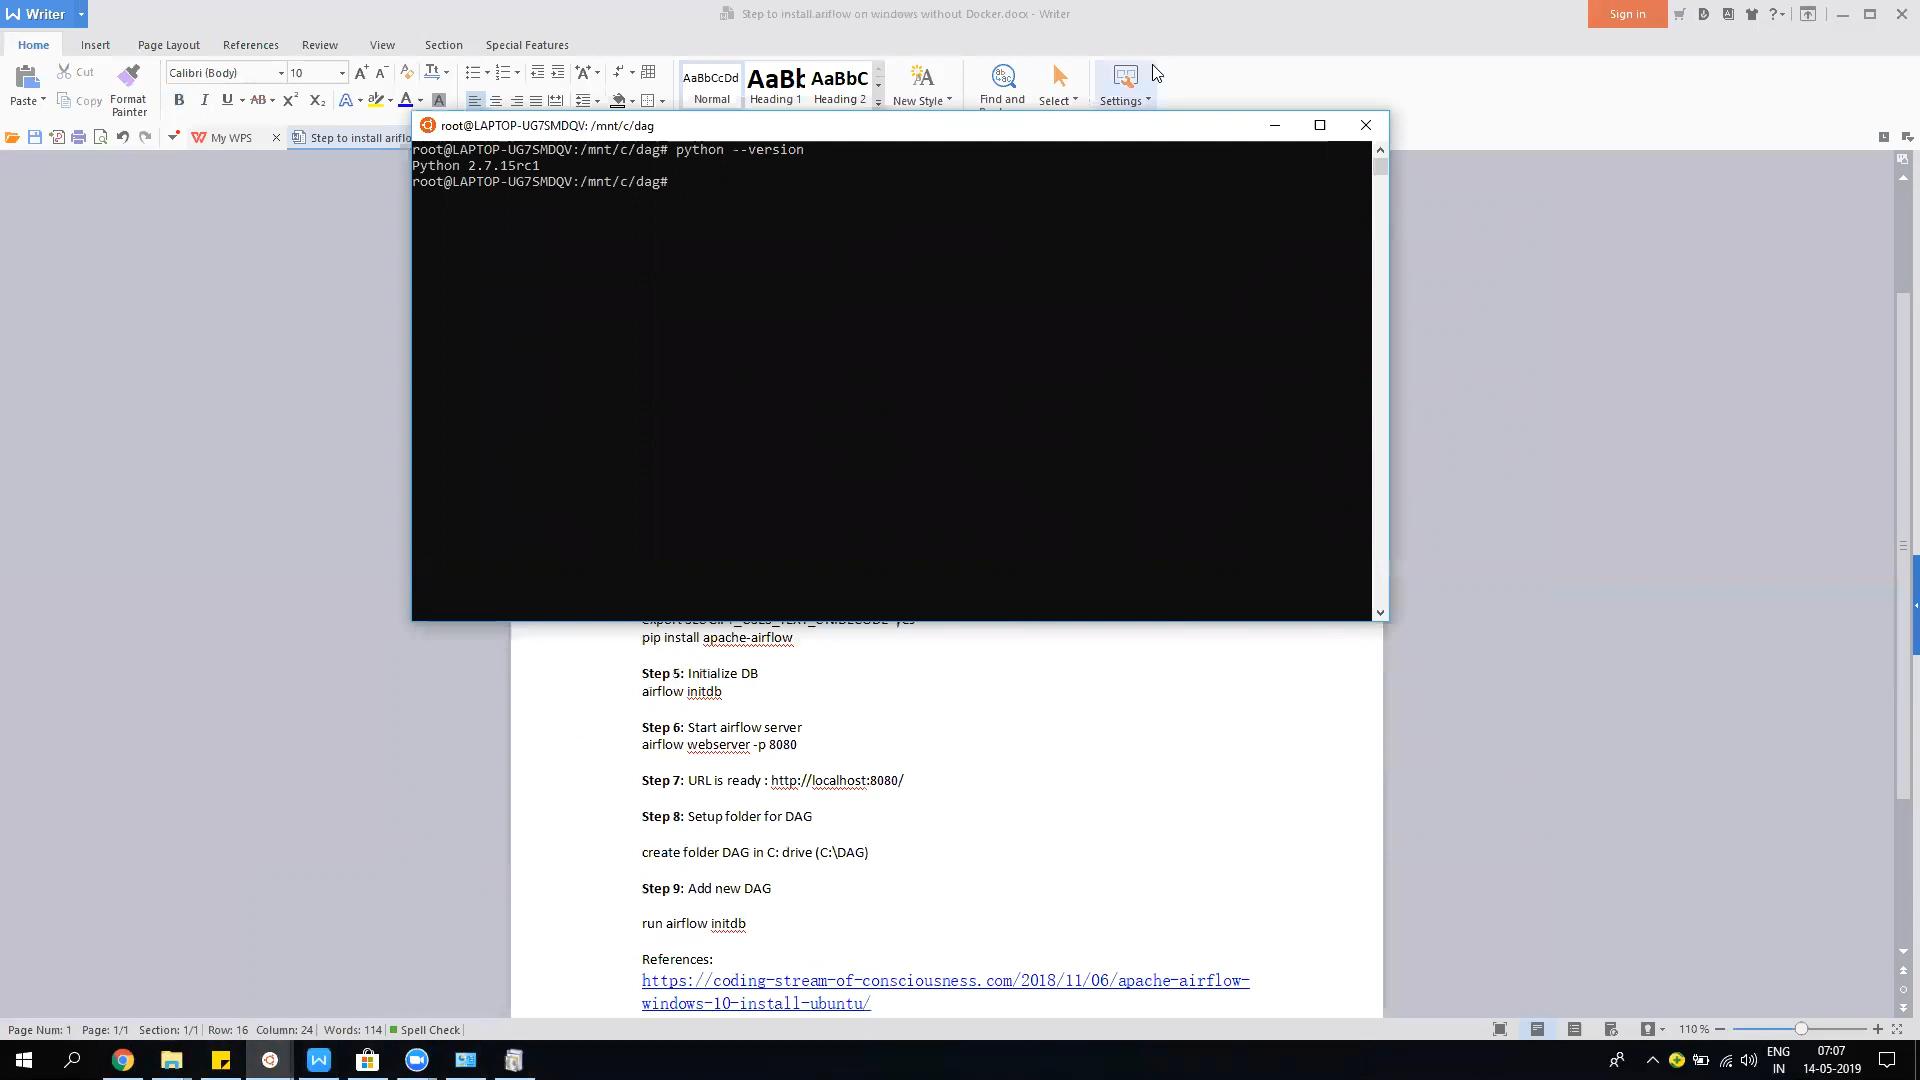 Writer
Step to install.ariflow on windows without Docker.docx - Writer
Sign in
Home Insert Page Layout References Review View Section Special Features
Paste Cut Copy Format Painter
Calibri (Body) 10
AaBbCcDd Normal
AaBb Heading 1
AaBbC Heading 2
New Style
Find and
Select
Settings
My WPS
Step to install ariflo
root@LAPTOP-UG7SMDQV: /mnt/c/dag
root@LAPTOP-UG7SMDQV:/mnt/c/dag# python --version
Python 2.7.15rc1
root@LAPTOP-UG7SMDQV:/mnt/c/dag#
pip install apache-airflow
Step 5: Initialize DB
airflow initdb
Step 6: Start airflow server
airflow webserver -p 8080
Step 7: URL is ready : http://localhost:8080/
Step 8: Setup folder for DAG
create folder DAG in C: drive (C:\DAG)
Step 9: Add new DAG
run airflow initdb
References:
https://coding-stream-of-consciousness.com/2018/11/06/apache-airflow-
windows-10-install-ubuntu/
Page Num: 1 Page: 1/1 Section: 1/1 Row: 16 Column: 24 Words: 114 Spell Check
110 %
ENG
IN
07:07
14-05-2019